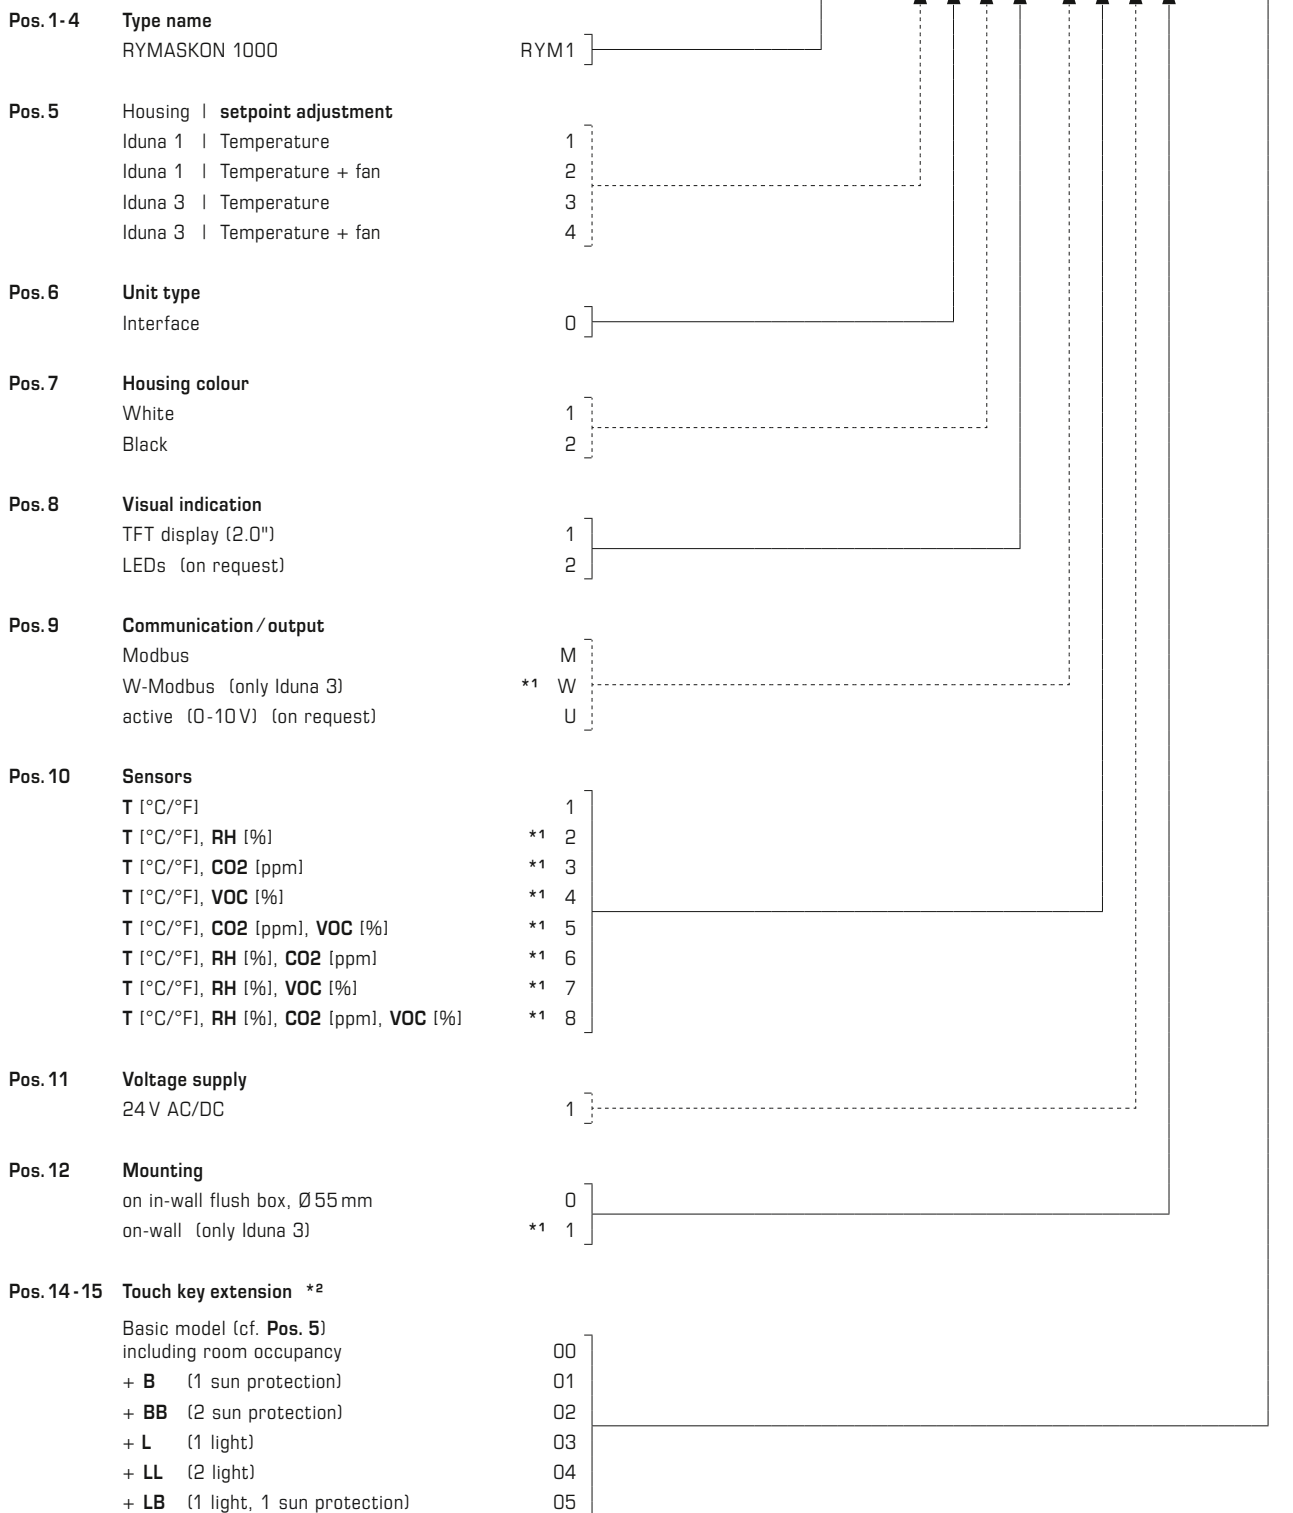 Pos. 1-4 Type name
RYMASKON 1000 RYM1
Pos. 5 Housing | setpoint adjustment
Iduna 1 | Temperature 1
Iduna 1 | Temperature + fan 2
Iduna 3 | Temperature 3
Iduna 3 | Temperature + fan 4
Pos. 6 Unit type
Interface 0
Pos. 7 Housing colour
White 1
Black 2
Pos. 8 Visual indication
TFT display (2.0") 1
LEDs (on request) 2
Pos. 9 Communication / output
Modbus M
W-Modbus (only Iduna 3) *¹ W
active (0-10 V) (on request) U
Pos. 10 Sensors
T [°C/°F] 1
T [°C/°F], RH [%] *¹ 2
T [°C/°F], CO2 [ppm] *¹ 3
T [°C/°F], VOC [%] *¹ 4
T [°C/°F], CO2 [ppm], VOC [%] *¹ 5
T [°C/°F], RH [%], CO2 [ppm] *¹ 6
T [°C/°F], RH [%], VOC [%] *¹ 7
T [°C/°F], RH [%], CO2 [ppm], VOC [%] *¹ 8
Pos. 11 Voltage supply
24 V AC/DC 1
Pos. 12 Mounting
on in-wall flush box, Ø 55 mm 0
on-wall (only Iduna 3) *¹ 1
Pos. 14-15 Touch key extension *²
Basic model (cf. Pos. 5)
including room occupancy 00
+ B (1 sun protection) 01
+ BB (2 sun protection) 02
+ L (1 light) 03
+ LL (2 light) 04
+ LB (1 light, 1 sun protection) 05